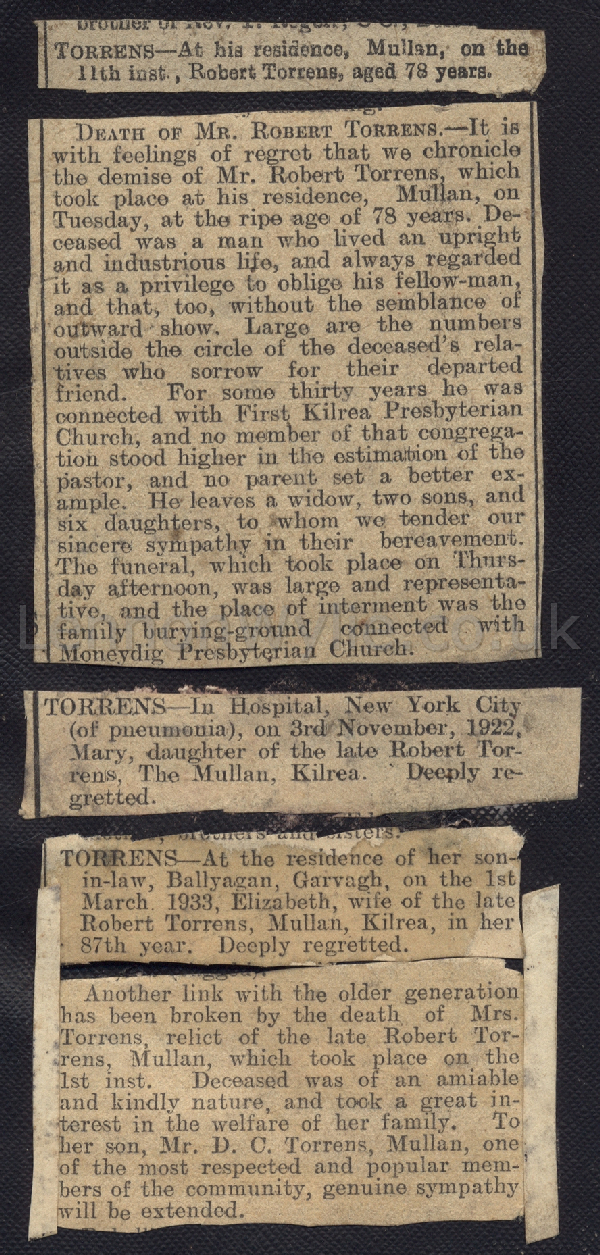 brother of Rev. T.
TORRENS—At his residence, Mullan, on the
11th inst., Robert Torrens, aged 78 years.
DEATH OF MR. ROBERT TORRENS.—It is
with feelings of regret that we chronicle
the demise of Mr. Robert Torrens, which
took place at his residence, Mullan, on
Tuesday, at the ripe age of 78 years. De-
ceased was a man who lived an upright
and industrious life, and always regarded
it as a privilege to oblige his fellow-man,
and that, too, without the semblance of
outward show. Large are the numbers
outside the circle of the deceased's rela-
tives who sorrow for their departed
friend. For some thirty years he was
connected with First Kilrea Presbyterian
Church, and no member of that congrega-
tion stood higher in the estimation of the
pastor, and no parent set a better ex-
ample. He leaves a widow, two sons, and
six daughters, to whom we tender our
sincere sympathy in their bereavement.
The funeral, which took place on Thurs-
day afternoon, was large and representa-
tive, and the place of interment was the
family burying-ground connected with
Moneydig Presbyterian Church.
.co.uk
TORRENS—In Hospital, New York City
(of pneumonia), on 3rd November, 1922,
Mary, daughter of the late Robert Tor-
rens, The Mullan, Kilrea. Deeply re-
gretted.
brothers and sisters.
TORRENS—At the residence of her son-
in-law, Ballyagan, Garvagh, on the 1st
March. 1933, Elizabeth, wife of the late
Robert Torrens, Mullan, Kilrea, in her
87th year. Deeply regretted.
Another link with the older generation
has been broken by the death of Mrs.
Torrens, relict of the late Robert Tor-
rens, Mullan, which took place on the
1st inst. Deceased was of an amiable
and kindly nature, and took a great in-
terest in the welfare of her family. To
her son, Mr. D. C. Torrens, Mullan, one
of the most respected and popular mem-
bers of the community, genuine sympathy
will be extended.